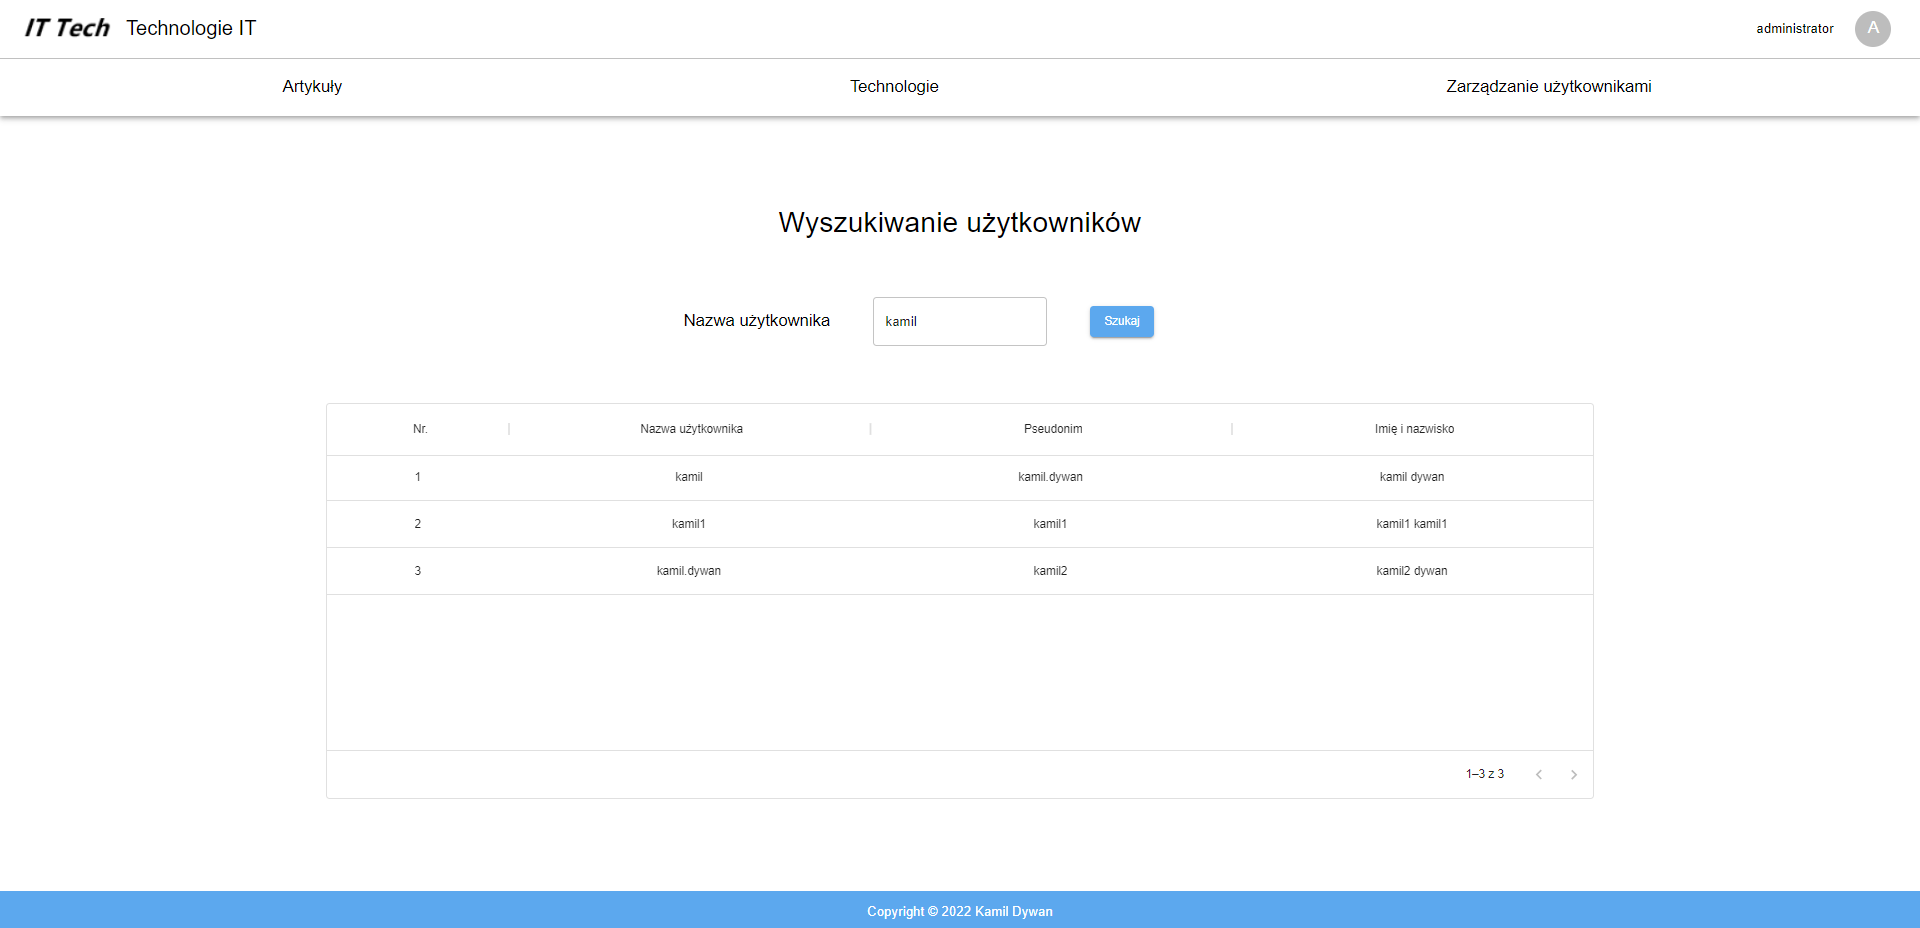 IT Tech Technologie IT administrator A
Artykuły Technologie Zarządzanie użytkownikami
Wyszukiwanie użytkowników
Nazwa użytkownika kamil Szukaj
Nr. Nazwa użytkownika Pseudonim Imię i nazwisko
1 kamil kamil.dywan kamil dywan
2 kamil1 kamil1 kamil1 kamil1
3 kamil.dywan kamil2 kamil2 dywan
1–3 z 3
Copyright © 2022 Kamil Dywan